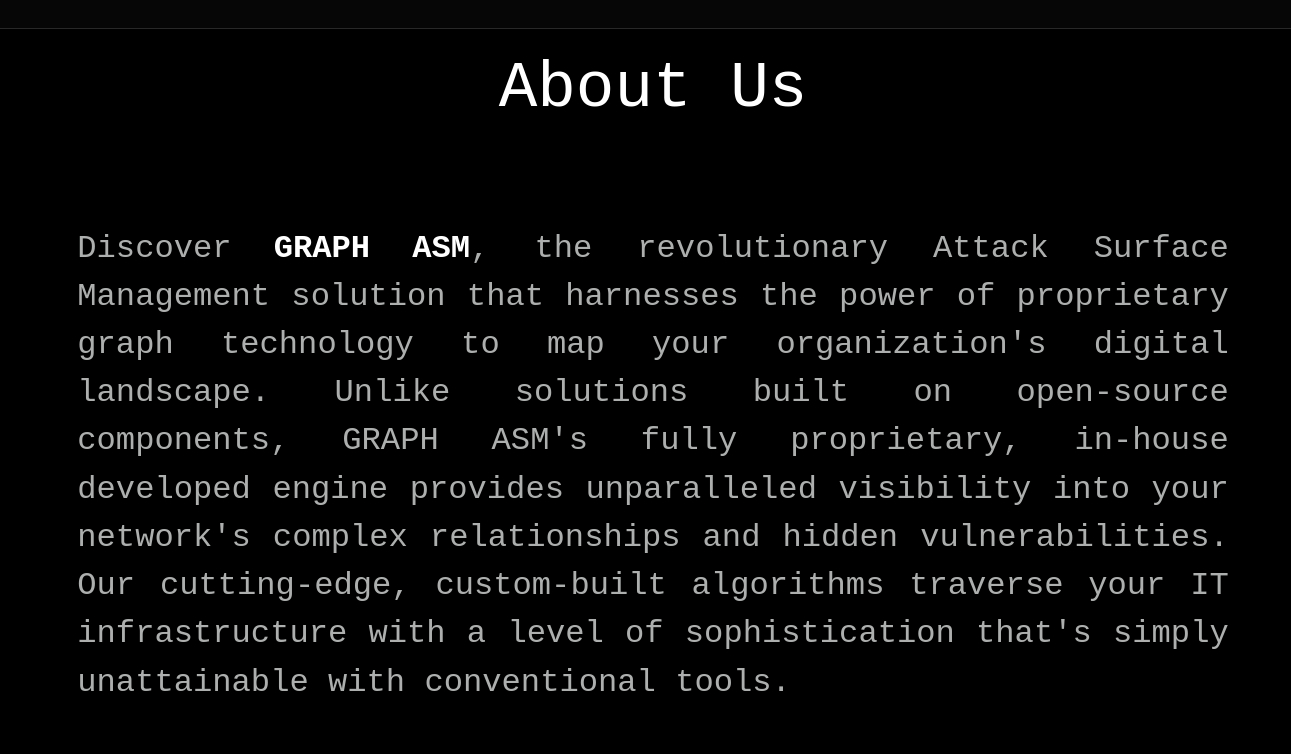 About Us
Discover GRAPH ASM, the revolutionary Attack Surface
Management solution that harnesses the power of proprietary
graph technology to map your organization's digital
landscape. Unlike solutions built on open-source
components, GRAPH ASM's fully proprietary, in-house
developed engine provides unparalleled visibility into your
network's complex relationships and hidden vulnerabilities.
Our cutting-edge, custom-built algorithms traverse your IT
infrastructure with a level of sophistication that's simply
unattainable with conventional tools.